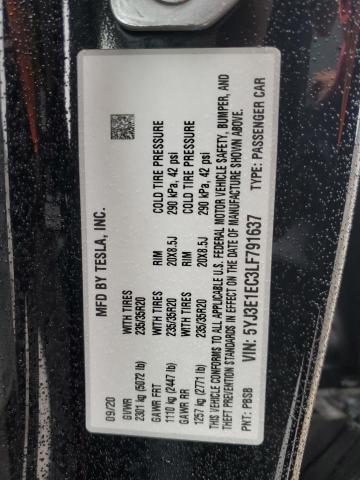 MFD BY TESLA, INC.
09/20
GVWR
2301 kg (5072 lb)
WITH TIRES
235/35R20
RIM
20X8.5J
COLD TIRE PRESSURE
290 kPa, 42 psi
GAWR FRT
1110 kg (2447 lb)
WITH TIRES
235/35R20
RIM
20X8.5J
COLD TIRE PRESSURE
290 kPa, 42 psi
GAWR RR
1257 kg (2771 lb)
THIS VEHICLE CONFORMS TO ALL APPLICABLE U.S. FEDERAL MOTOR VEHICLE SAFETY, BUMPER, AND
THEFT PREVENTION STANDARDS IN EFFECT ON THE DATE OF MANUFACTURE SHOWN ABOVE.
PNT: PBSB
VIN: 5YJ3E1EC3LF791637
TYPE: PASSENGER CAR